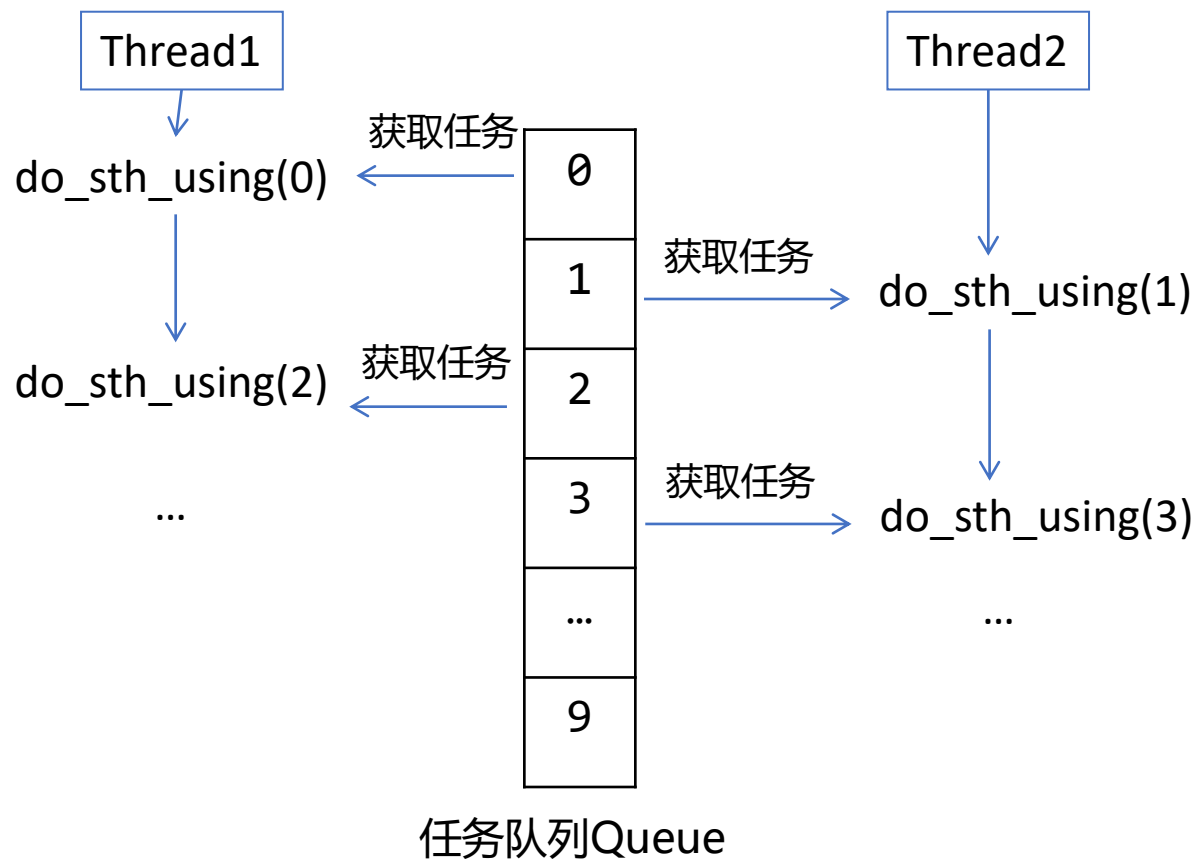 Thread1
Thread2
获取任务
do_sth_using(0)
0
获取任务
1
do_sth_using(1)
获取任务
do_sth_using(2)
2
获取任务
3
do_sth_using(3)
…
…
…
9
任务队列Queue